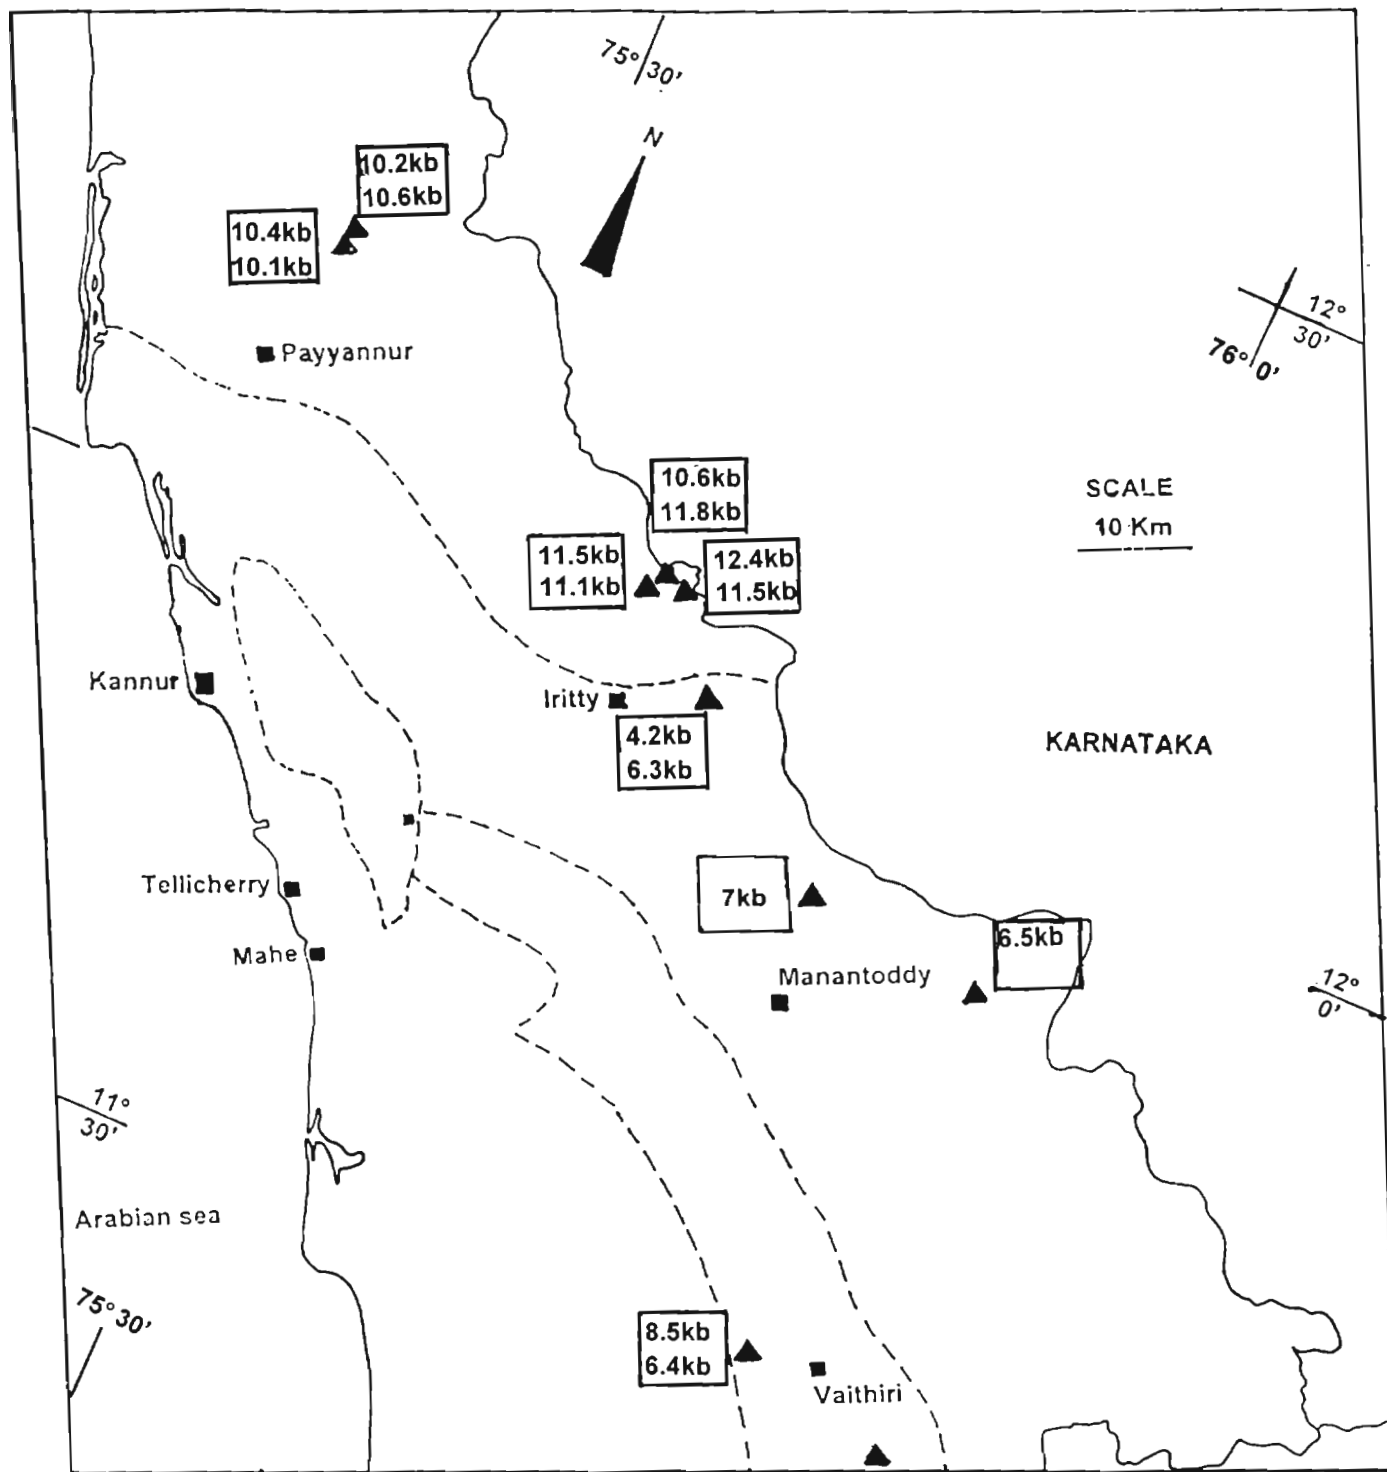 75° 30'
N
10.2kb
10.6kb
10.4kb
10.1kb
12°
30'
76° 0'
Payyannur
10.6kb
11.8kb
SCALE
10 Km
11.5kb
11.1kb
12.4kb
11.5kb
Kannur
Iritty
4.2kb
6.3kb
KARNATAKA
Tellicherry
7kb
Mahe
6.5kb
Manantoddy
12°
0'
11°
30'
Arabian sea
75° 30'
8.5kb
6.4kb
Vaithiri